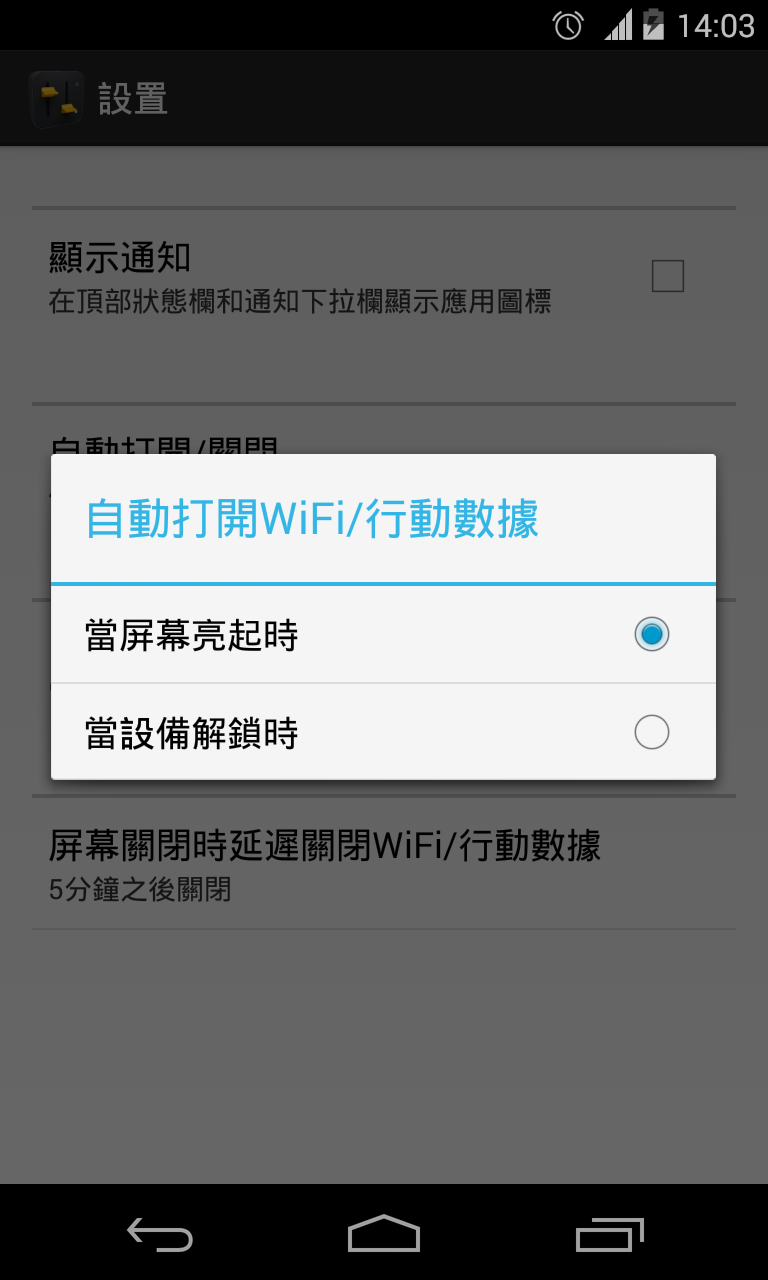 14:03
設置
顯示通知
在頂部狀態欄和通知下拉欄顯示應用圖標
自動打開/關閉
自動打開WiFi/行動數據
當屏幕亮起時
當設備解鎖時
屏幕關閉時延遲關閉WiFi/行動數據
5分鐘之後關閉